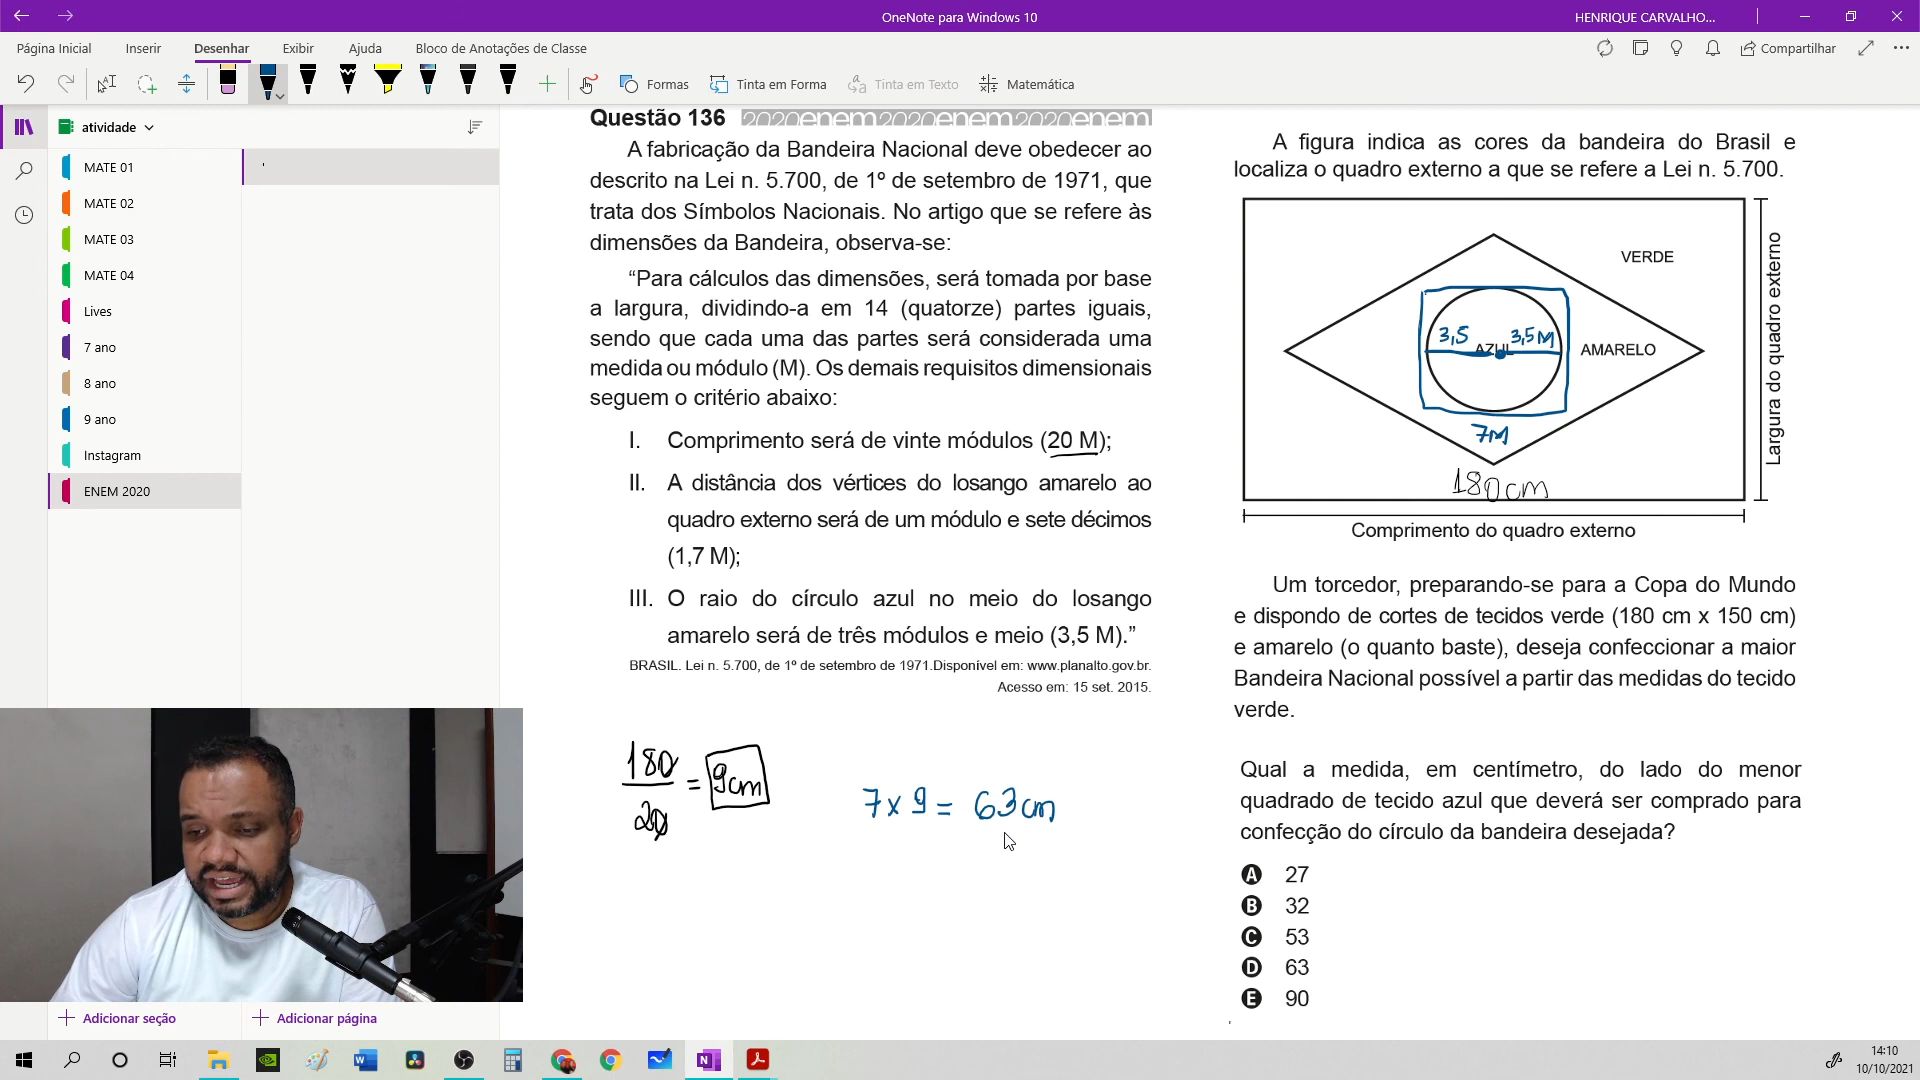 OneNote para Windows 10
HENRIQUE CARVALHO...
Página Inicial
Inserir
Desenhar
Exibir
Ajuda
Bloco de Anotações de Classe
Compartilhar
Formas
Tinta em Forma
Tinta em Texto
Matemática
atividade
MATE 01
MATE 02
MATE 03
MATE 04
Lives
7 ano
8 ano
9 ano
Instagram
ENEM 2020
Adicionar seção
Adicionar página
Questão 136 2020enem2020enem2020enem
A fabricação da Bandeira Nacional deve obedecer ao
descrito na Lei n. 5.700, de 1º de setembro de 1971, que
trata dos Símbolos Nacionais. No artigo que se refere às
dimensões da Bandeira, observa-se:
“Para cálculos das dimensões, será tomada por base
a largura, dividindo-a em 14 (quatorze) partes iguais,
sendo que cada uma das partes será considerada uma
medida ou módulo (M). Os demais requisitos dimensionais
seguem o critério abaixo:
I. Comprimento será de vinte módulos (20 M);
II. A distância dos vértices do losango amarelo ao
quadro externo será de um módulo e sete décimos
(1,7 M);
III. O raio do círculo azul no meio do losango
amarelo será de três módulos e meio (3,5 M).”
BRASIL. Lei n. 5.700, de 1º de setembro de 1971.Disponível em: www.planalto.gov.br.
Acesso em: 15 set. 2015.
180
20
= 9cm
7 x 9 = 63 cm
A figura indica as cores da bandeira do Brasil e
localiza o quadro externo a que se refere a Lei n. 5.700.
VERDE
3,5
3,5M
AZUL
AMARELO
7M
180cm
Largura do quadro externo
Comprimento do quadro externo
Um torcedor, preparando-se para a Copa do Mundo
e dispondo de cortes de tecidos verde (180 cm x 150 cm)
e amarelo (o quanto baste), deseja confeccionar a maior
Bandeira Nacional possível a partir das medidas do tecido
verde.
Qual a medida, em centímetro, do lado do menor
quadrado de tecido azul que deverá ser comprado para
confecção do círculo da bandeira desejada?
A 27
B 32
C 53
D 63
E 90
14:10
10/10/2021